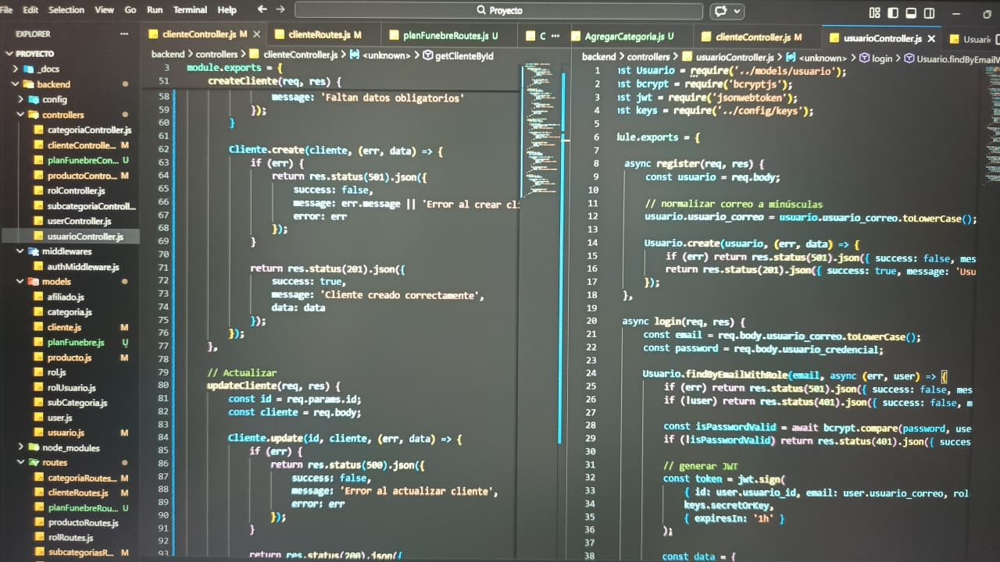 File Edit Selection View Go Run Terminal Help
Proyecto
EXPLORER
PROYECTO
_docs
backend
config
controllers
categoriaController.js
clienteControlle... M
planFunebreCon... U
productoContro... M
rolController.js
subcategoriaControll...
userController.js
usuarioController.js
middlewares
authMiddleware.js
models
afiliado.js
categoria.js
cliente.js M
planFunebre.js U
producto.js M
rol.js
rolUsuario.js
subCategoria.js
user.js
usuario.js M
node_modules
routes
categoriaRoutes... M
clienteRoutes.js M
planFunebreRou... U
productoRoutes.js
rolRoutes.js
subcategoriasR... M
clienteController.js M
clienteRoutes.js M
planFunebreRoutes.js U
C ...
backend > controllers > clienteController.js > <unknown> > getClienteById
3 module.exports = {
51 createCliente(req, res) {
58 message: 'Faltan datos obligatorios'
59 });
60 }
61
62 Cliente.create(cliente, (err, data) => {
63 if (err) {
64 return res.status(501).json({
65 success: false,
66 message: err.message || 'Error al crear cli
67 error: err
68 });
69 }
70
71 return res.status(201).json({
72 success: true,
73 message: 'Cliente creado correctamente',
74 data: data
75 });
76 });
77 },
78
79 // Actualizar
80 updateCliente(req, res) {
81 const id = req.params.id;
82 const cliente = req.body;
83
84 Cliente.update(id, cliente, (err, data) => {
85 if (err) {
86 return res.status(500).json({
87 success: false,
88 message: 'Error al actualizar cliente',
89 error: err
90 });
91 }
92
93 return res.status(200).json({
AgregarCategoria.js U
clienteController.js M
usuarioController.js
Usuari
backend > controllers > usuarioController.js > <unknown> > login > Usuario.findByEmailW
1 nst Usuario = require('../models/usuario');
2 nst bcrypt = require('bcryptjs');
3 nst jwt = require('jsonwebtoken');
4 nst keys = require('../config/keys');
5
6 dule.exports = {
7
8 async register(req, res) {
9 const usuario = req.body;
10
11 // normalizar correo a minúsculas
12 usuario.usuario_correo = usuario.usuario_correo.toLowerCase();
13
14 Usuario.create(usuario, (err, data) => {
15 if (err) return res.status(501).json({ success: false, mes
16 return res.status(201).json({ success: true, message: 'Usu
17 });
18 },
19
20 async login(req, res) {
21 const email = req.body.usuario_correo.toLowerCase();
22 const password = req.body.usuario_credencial;
23
24 Usuario.findByEmailWithRole(email, async (err, user) => {
25 if (err) return res.status(501).json({ success: false, mes
26 if (!user) return res.status(401).json({ success: false, m
27
28 const isPasswordValid = await bcrypt.compare(password, use
29 if (!isPasswordValid) return res.status(401).json({ succes
30
31 // generar JWT
32 const token = jwt.sign(
33 { id: user.usuario_id, email: user.usuario_correo, rol
34 keys.secretOrKey,
35 { expiresIn: '1h' }
36 );
37
38 const data = {